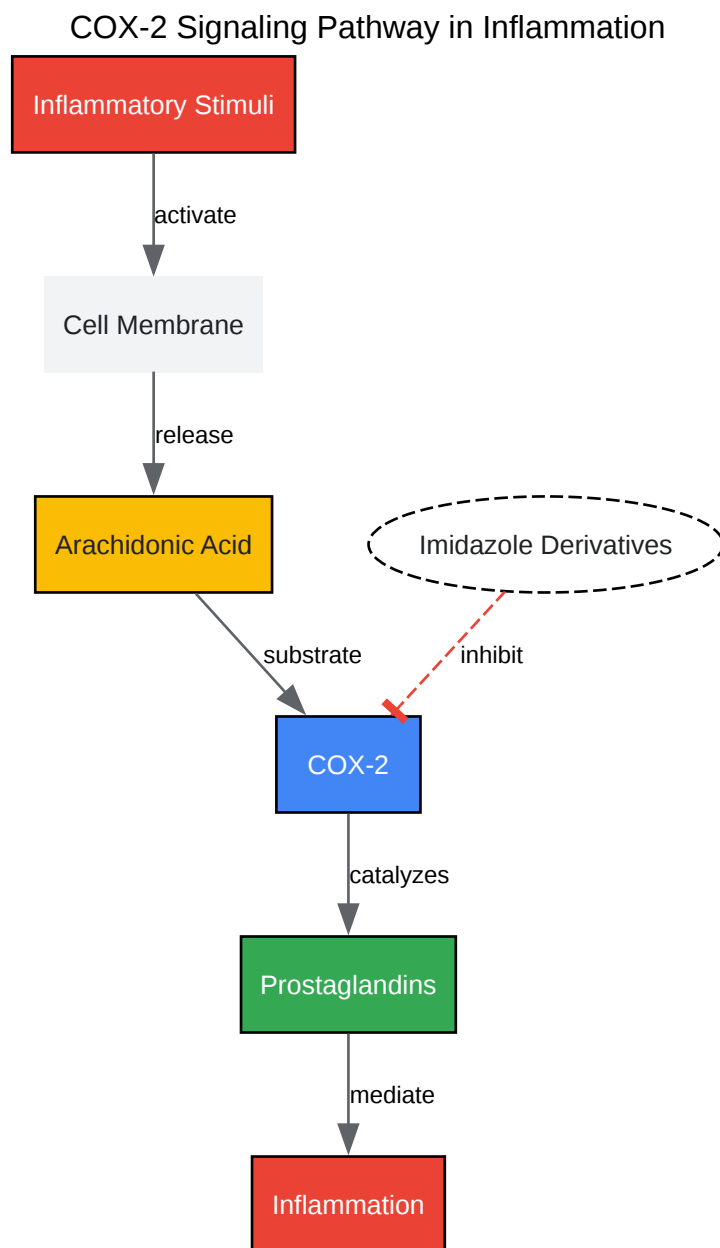 COX-2 Signaling Pathway in Inflammation
Inflammatory Stimuli
activate
Cell Membrane
release
Arachidonic Acid
Imidazole Derivatives
substrate
inhibit
COX-2
catalyzes
Prostaglandins
mediate
Inflammation